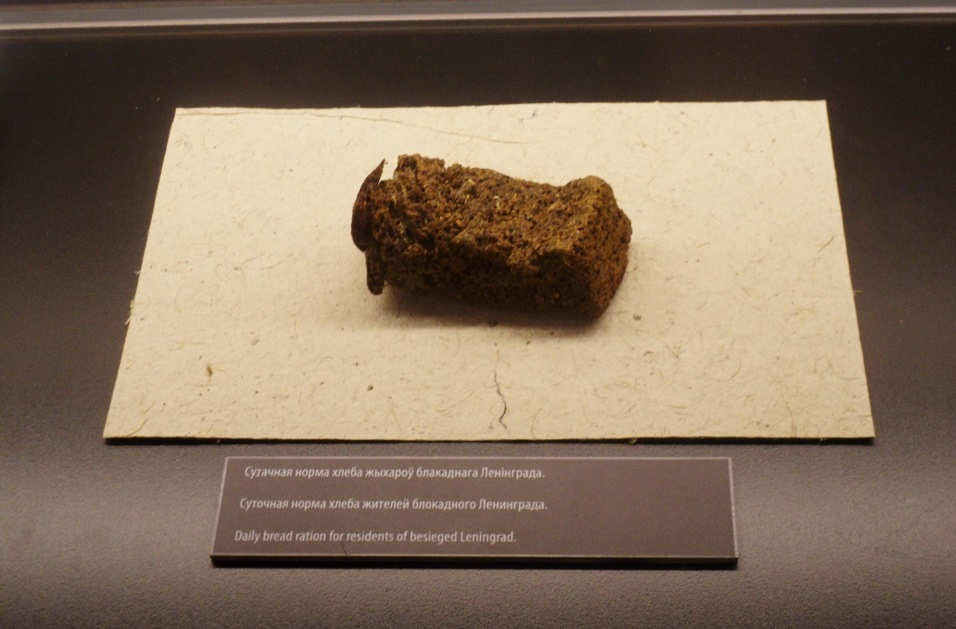 Сутачная норма хлеба жыхароў блакаднага Ленінграда.
Суточная норма хлеба жителей блокадного Ленинграда.
Daily bread ration for residents of besieged Leningrad.